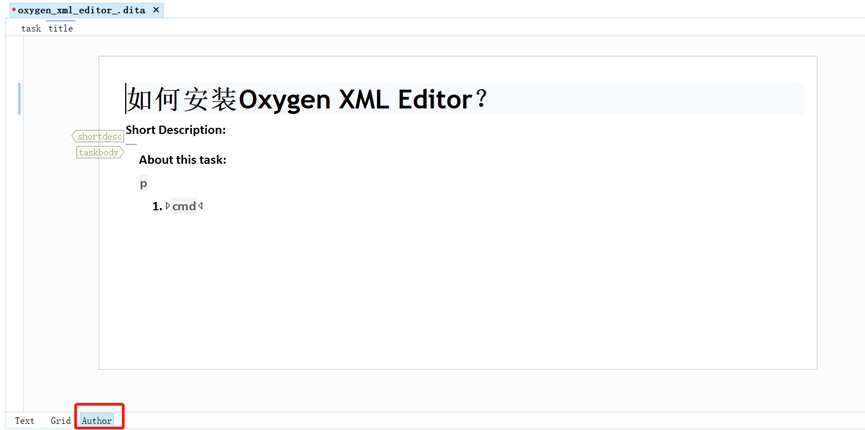 *oxygen_xml_editor_.dita ×
task title
如何安装Oxygen XML Editor？
Short Description:
shortdesc
taskbody
About this task:
p
1. cmd
Text Grid Author